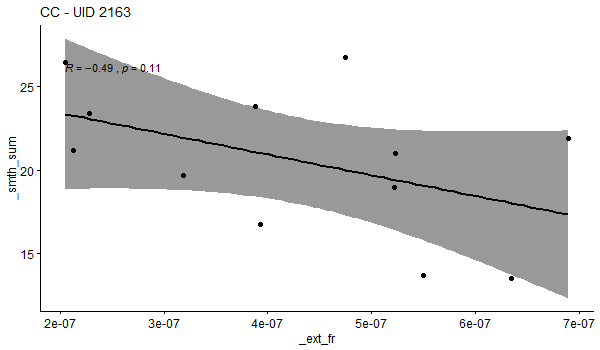 CC - UID 2163
R = −0.49 , p = 0.11
25
20
15
_smth_sum
2e-07 3e-07 4e-07 5e-07 6e-07 7e-07
_ext_fr